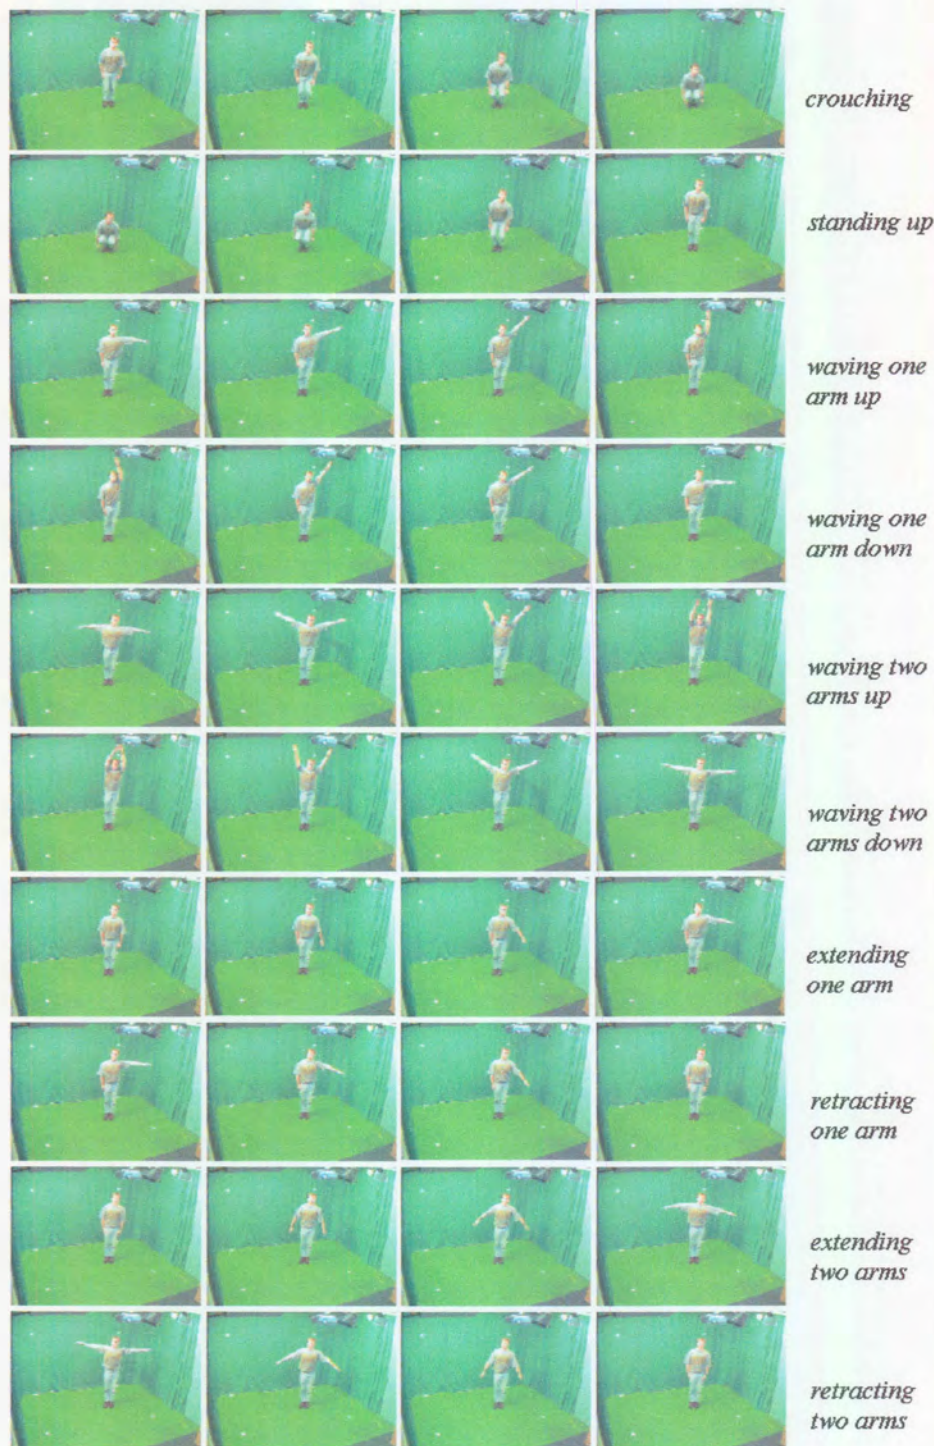 crouching
standing up
waving one
arm up
waving one
arm down
waving two
arms up
waving two
arms down
extending
one arm
retracting
one arm
extending
two arms
retracting
two arms